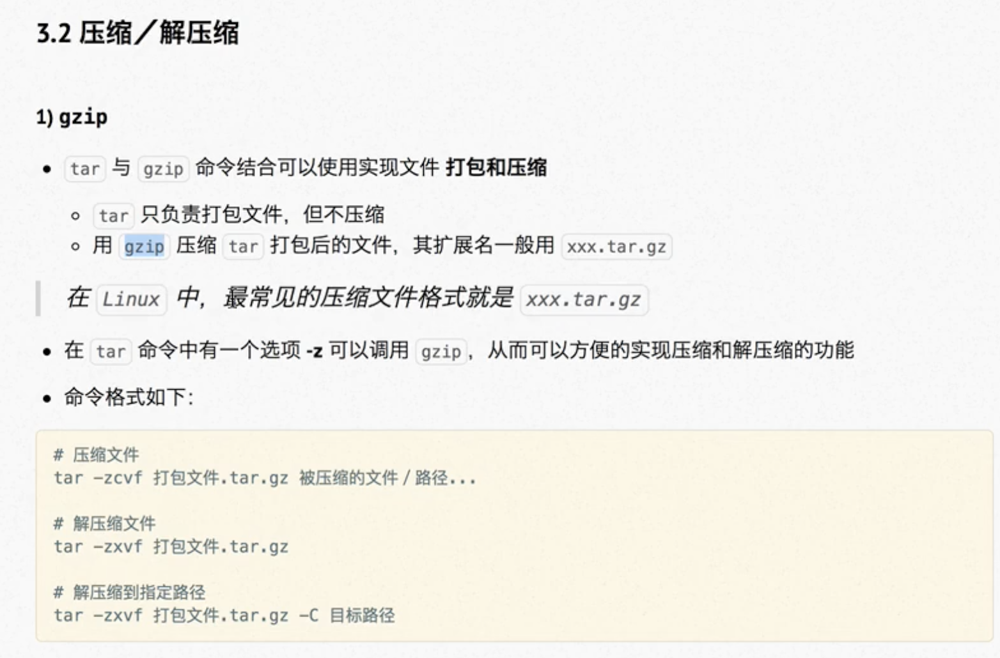 3.2 压缩／解压缩
1) gzip
tar 与 gzip 命令结合可以使用实现文件 打包和压缩
tar 只负责打包文件，但不压缩
用 gzip 压缩 tar 打包后的文件，其扩展名一般用 xxx.tar.gz
在 Linux 中，最常见的压缩文件格式就是 xxx.tar.gz
在 tar 命令中有一个选项 -z 可以调用 gzip，从而可以方便的实现压缩和解压缩的功能
命令格式如下：
# 压缩文件
tar -zcvf 打包文件.tar.gz 被压缩的文件／路径...
# 解压缩文件
tar -zxvf 打包文件.tar.gz
# 解压缩到指定路径
tar -zxvf 打包文件.tar.gz -C 目标路径